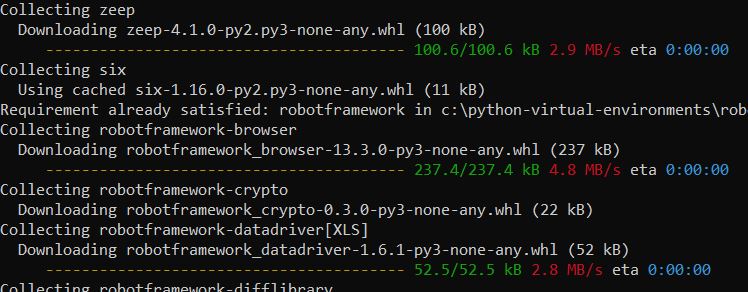 Collecting zeep
Downloading zeep-4.1.0-py2.py3-none-any.whl (100 kB)
---------------------------------------- 100.6/100.6 kB 2.9 MB/s eta 0:00:00
Collecting six
Using cached six-1.16.0-py2.py3-none-any.whl (11 kB)
Requirement already satisfied: robotframework in c:\python-virtual-environments\rob
Collecting robotframework-browser
Downloading robotframework_browser-13.3.0-py3-none-any.whl (237 kB)
---------------------------------------- 237.4/237.4 kB 4.8 MB/s eta 0:00:00
Collecting robotframework-crypto
Downloading robotframework_crypto-0.3.0-py3-none-any.whl (22 kB)
Collecting robotframework-datadriver[XLS]
Downloading robotframework_datadriver-1.6.1-py3-none-any.whl (52 kB)
---------------------------------------- 52.5/52.5 kB 2.8 MB/s eta 0:00:00
Collecting robotframework-difflibrary